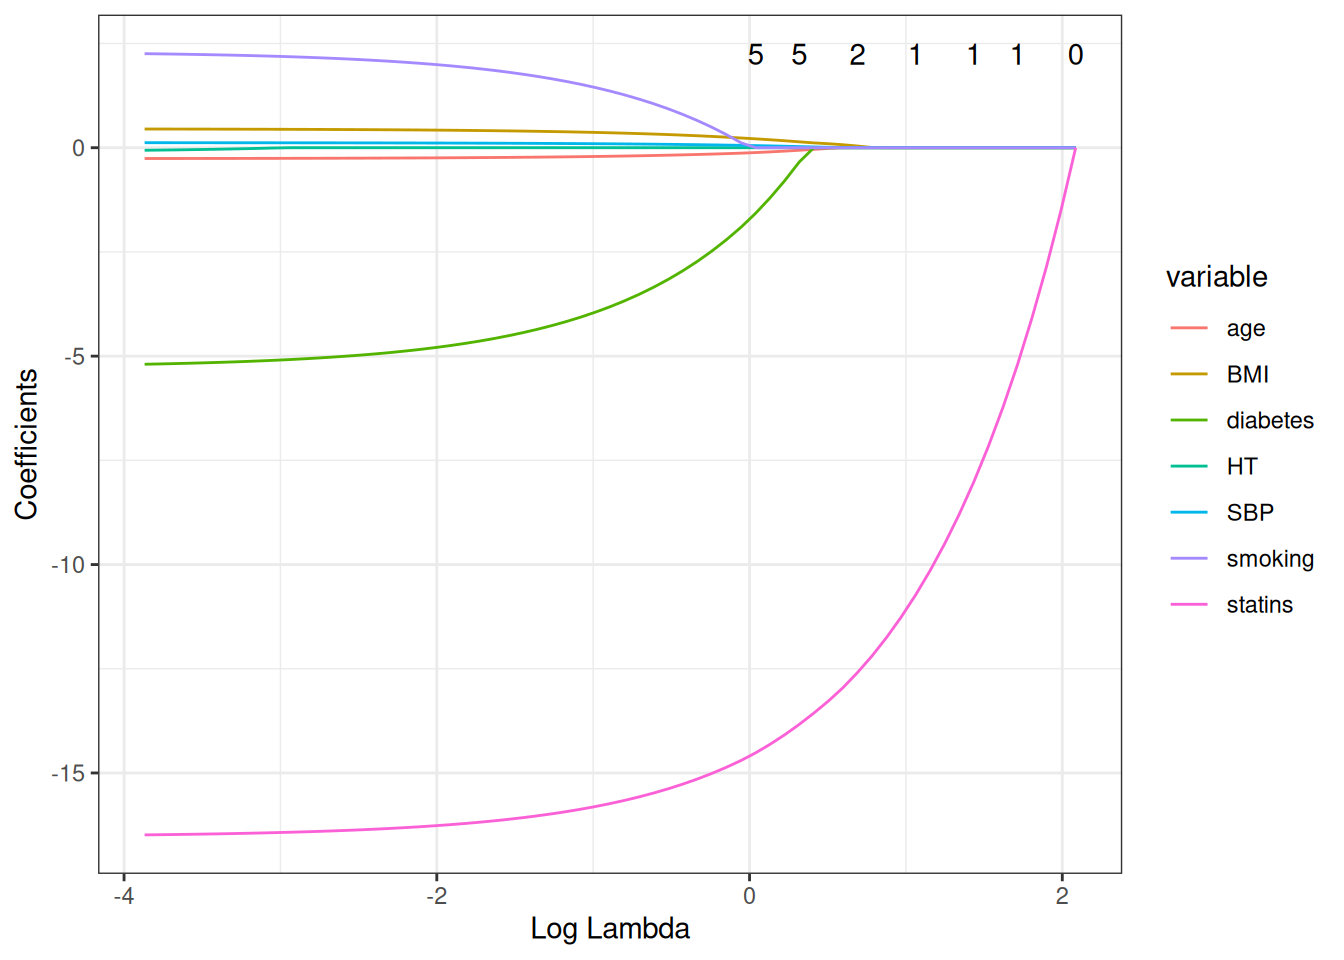 5 5 2 1 1 1 0
0
-5
-10
-15
Coefficients
-4 -2 0 2
Log Lambda
variable
age
BMI
diabetes
HT
SBP
smoking
statins